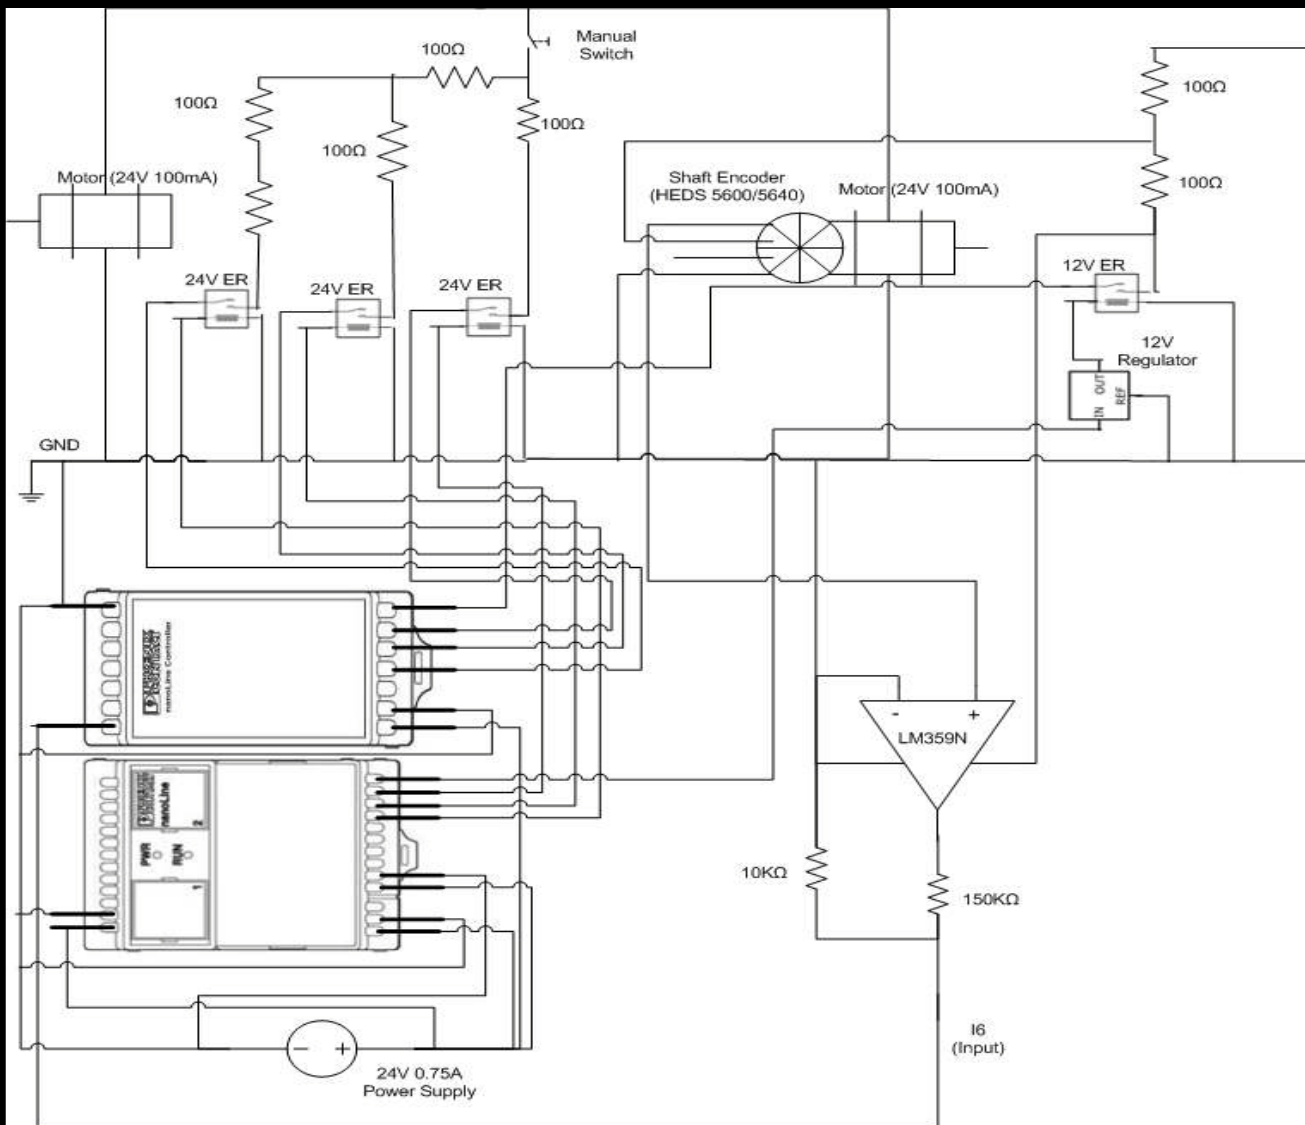 Manual
Switch
100Ω
100Ω
100Ω
100Ω
100Ω
100Ω
Motor (24V 100mA)
Shaft Encoder
(HEDS 5600/5640)
Motor (24V 100mA)
24V ER
24V ER
24V ER
12V ER
12V
Regulator
OUT
REF
IN
GND
nanoLine Controller
-
+
LM359N
nanoLine
2
PWR
RUN
1
10KΩ
150KΩ
I6
(Input)
-
+
24V 0.75A
Power Supply